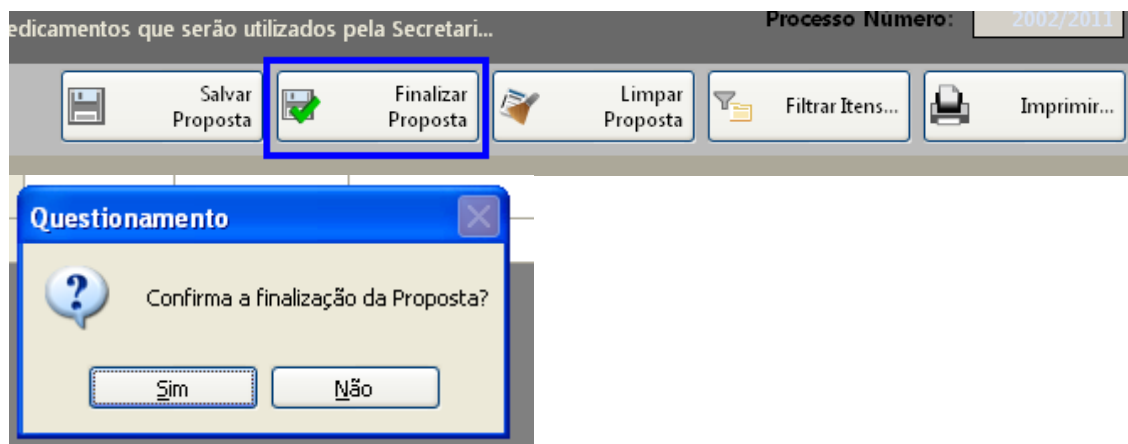 edicamentos que serão utilizados pela Secretari...
Processo Número: 2002/2011
Salvar
Proposta
Finalizar
Proposta
Limpar
Proposta
Filtrar Itens...
Imprimir...
Questionamento
Confirma a finalização da Proposta?
Sim
Não